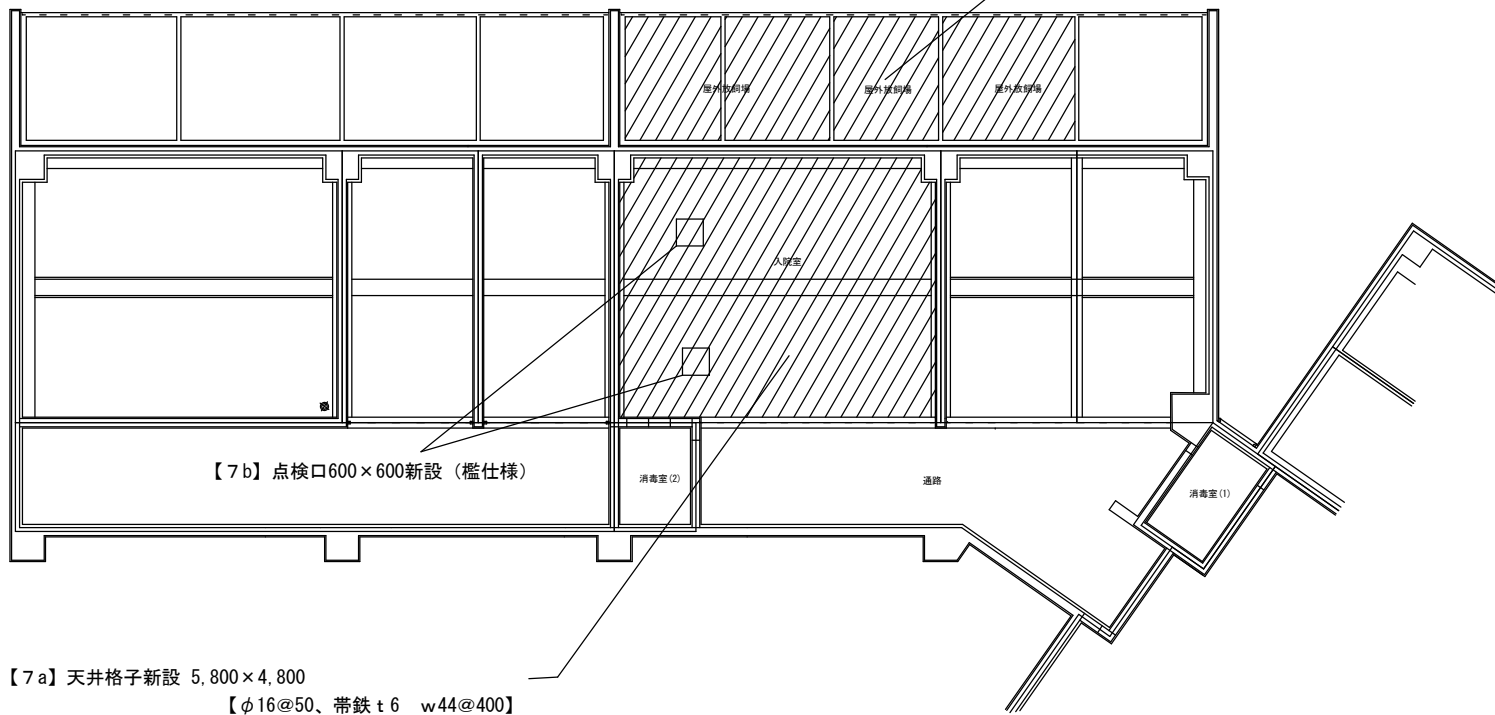 屋外放飼場
屋外放飼場
屋外放飼場
入院室
【7b】点検口600×600新設（檻仕様）
消毒室(2)
通路
消毒室(1)
【7a】天井格子新設 5,800×4,800
【φ16@50、帯鉄ｔ6　w44@400】